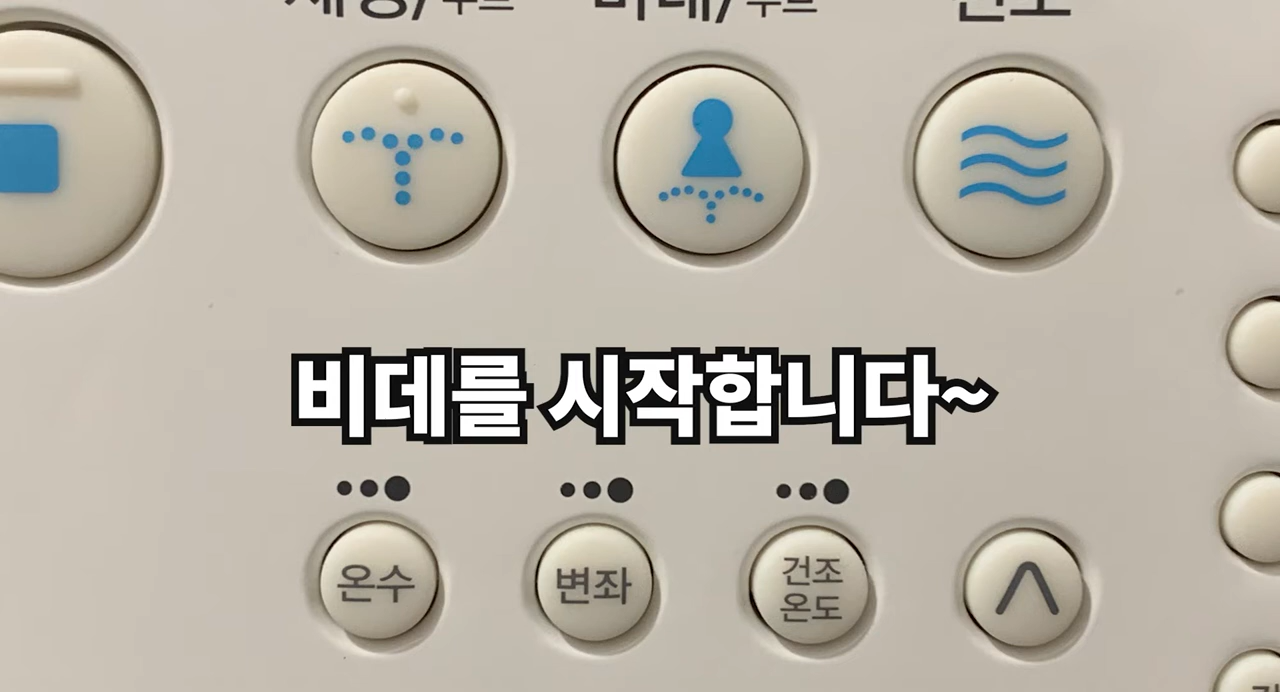 비데를 시작합니다~
온수
변좌
건조
온도